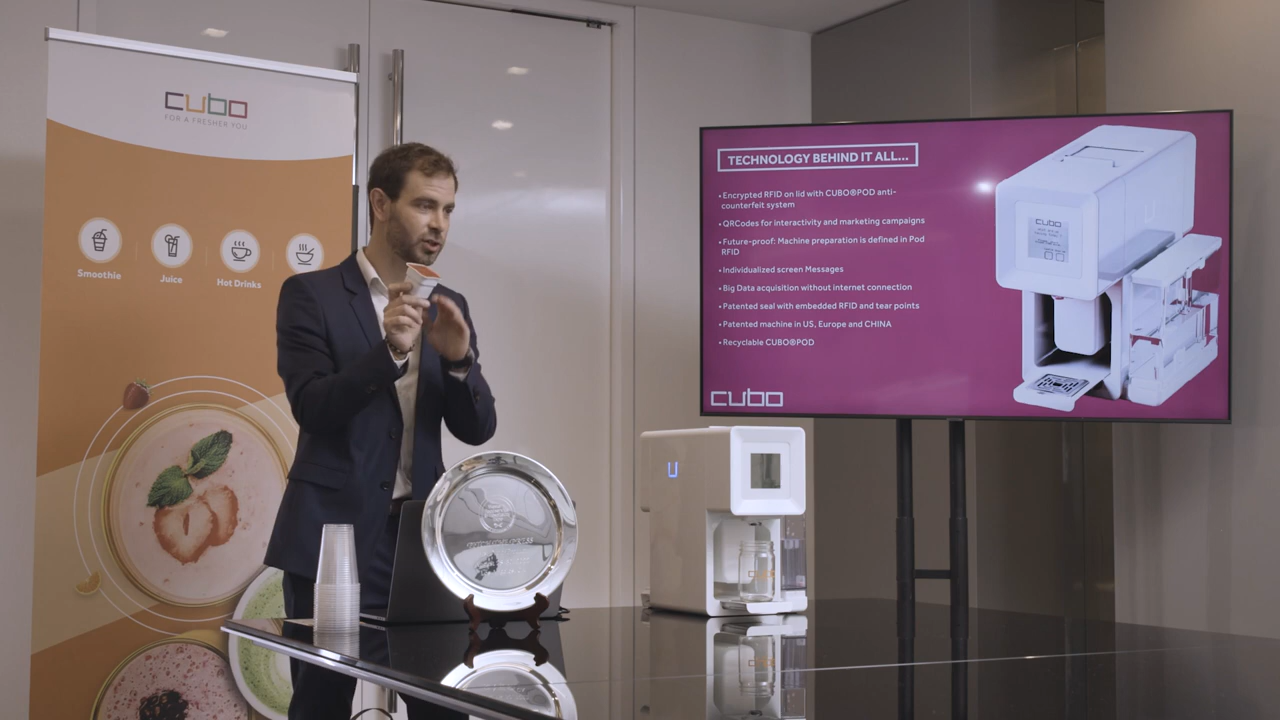 cubo
FOR A FRESHER YOU
Smoothie
Juice
Hot Drinks
TECHNOLOGY BEHIND IT ALL...
• Encrypted RFID on lid with CUBO®POD anti-
counterfeit system
• QRCodes for interactivity and marketing campaigns
• Future-proof: Machine preparation is defined in Pod
RFID
• Individualized screen Messages
• Big Data acquisition without internet connection
• Patented seal with embedded RFID and tear points
• Patented machine in US, Europe and CHINA
• Recyclable CUBO®POD
cubo
cubo
cubo